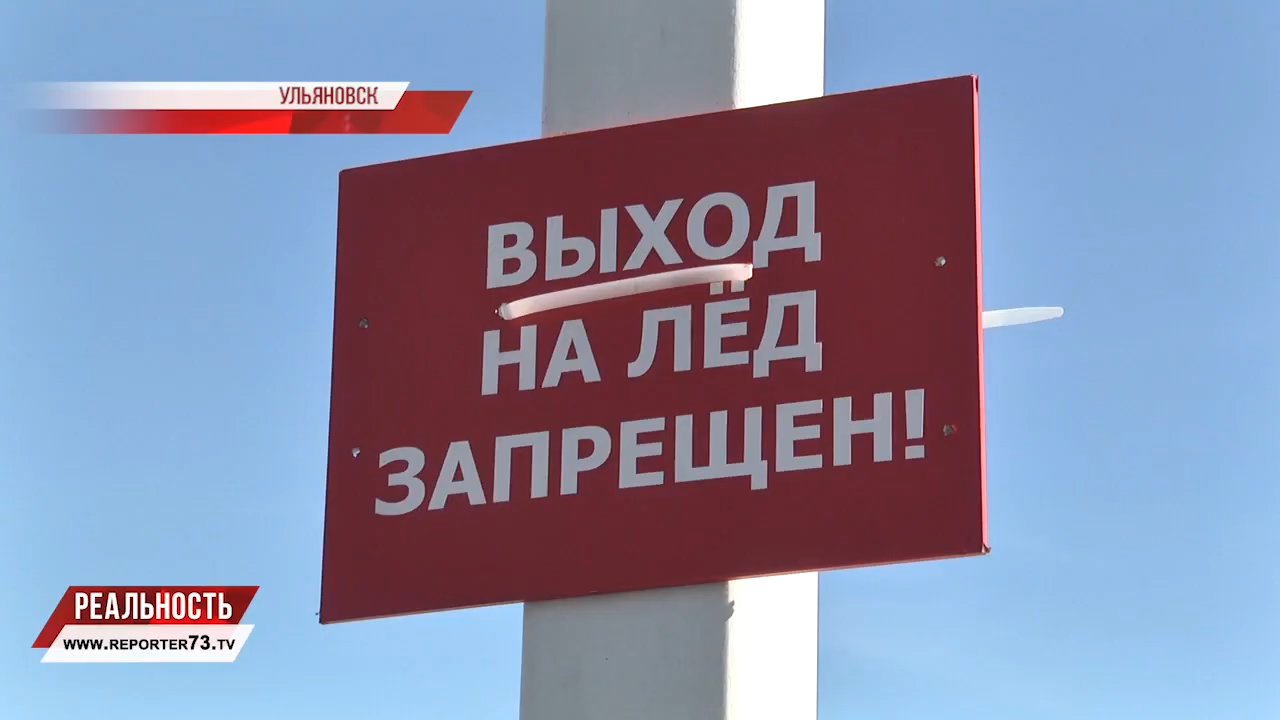 УЛЬЯНОВСК
ВЫХОД
НА ЛЁД
ЗАПРЕЩЕН!
РЕАЛЬНОСТЬ
WWW.REPORTER73.TV